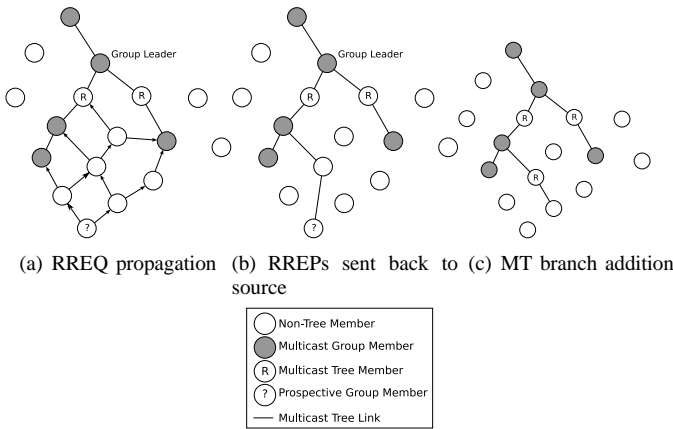 Group Leader
R
R
?
Group Leader
R
R
?
R
R
R
(a) RREQ propagation
(b) RREPs sent back to source
(c) MT branch addition
Non-Tree Member
Multicast Group Member
R Multicast Tree Member
? Prospective Group Member
Multicast Tree Link